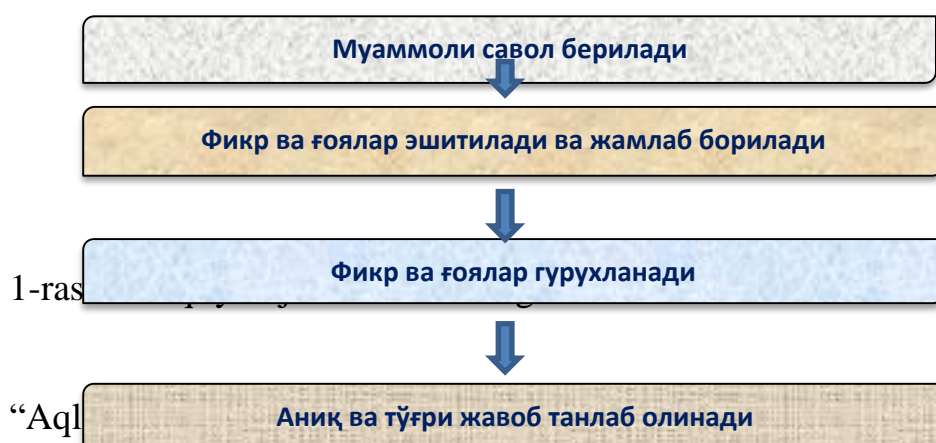 Муаммоли савол берилади
Фикр ва ғоялар эшитилади ва жамлаб борилади
Фикр ва ғоялар гурухланади
1-ras
Аниқ ва тўғри жавоб танлаб олинади
“Aql